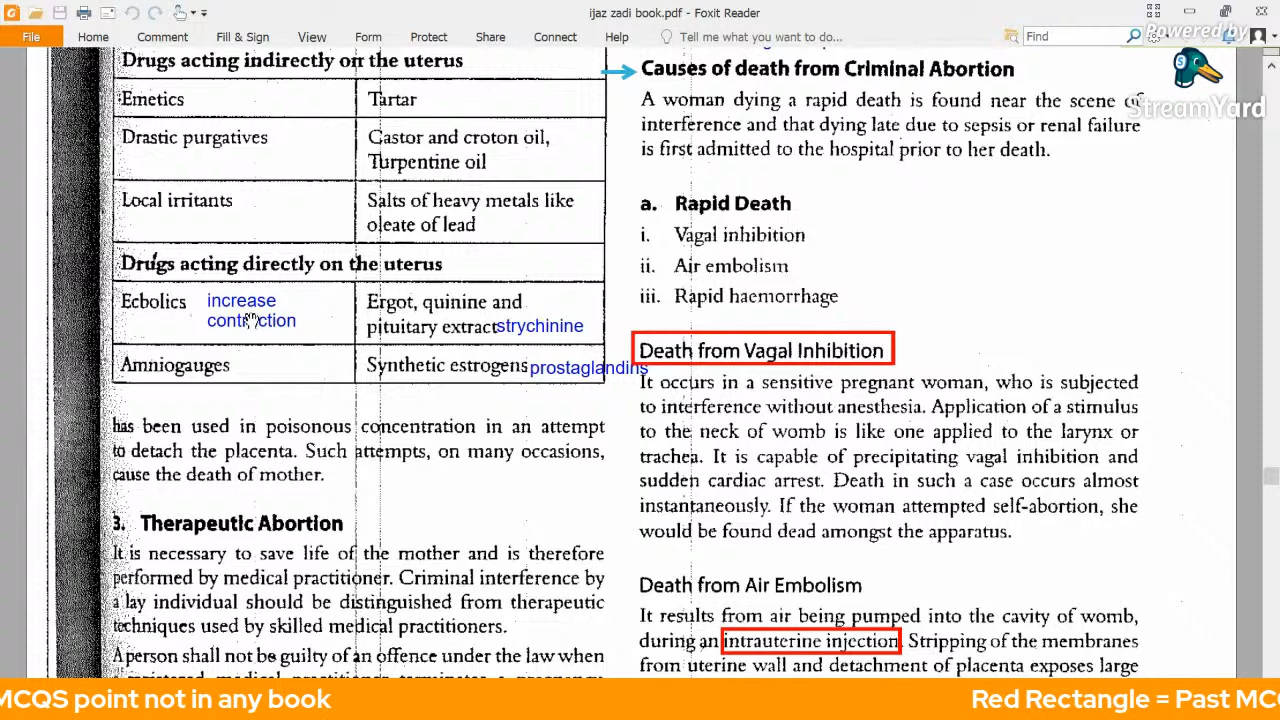 ijaz zadi book.pdf - Foxit Reader
File Home Comment Fill & Sign View Form Protect Share Connect Help Tell me what you want to do... Find
Powered by
StreamYard
Drugs acting indirectly on the uterus
Emetics Tartar
Drastic purgatives Castor and croton oil,
Turpentine oil
Local irritants Salts of heavy metals like
oleate of lead
Drugs acting directly on the uterus
Ecbolics increase Ergot, quinine and
contraction pituitary extract strychinine
Amniogauges Synthetic estrogens prostaglandins
has been used in poisonous concentration in an attempt
to detach the placenta. Such attempts, on many occasions,
cause the death of mother.
3. Therapeutic Abortion
It is necessary to save life of the mother and is therefore
performed by medical practitioner. Criminal interference by
a lay individual should be distinguished from therapeutic
techniques used by skilled medical practitioners.
A person shall not be guilty of an offence under the law when
a registered medical practitioner terminates a pregnancy
Causes of death from Criminal Abortion
A woman dying a rapid death is found near the scene of
interference and that dying late due to sepsis or renal failure
is first admitted to the hospital prior to her death.
a. Rapid Death
i. Vagal inhibition
ii. Air embolism
iii. Rapid haemorrhage
Death from Vagal Inhibition
It occurs in a sensitive pregnant woman, who is subjected
to interference without anesthesia. Application of a stimulus
to the neck of womb is like one applied to the larynx or
trachea. It is capable of precipitating vagal inhibition and
sudden cardiac arrest. Death in such a case occurs almost
instantaneously. If the woman attempted self-abortion, she
would be found dead amongst the apparatus.
Death from Air Embolism
It results from air being pumped into the cavity of womb,
during an intrauterine injection. Stripping of the membranes
from uterine wall and detachment of placenta exposes large
MCQS point not in any book
Red Rectangle = Past MC